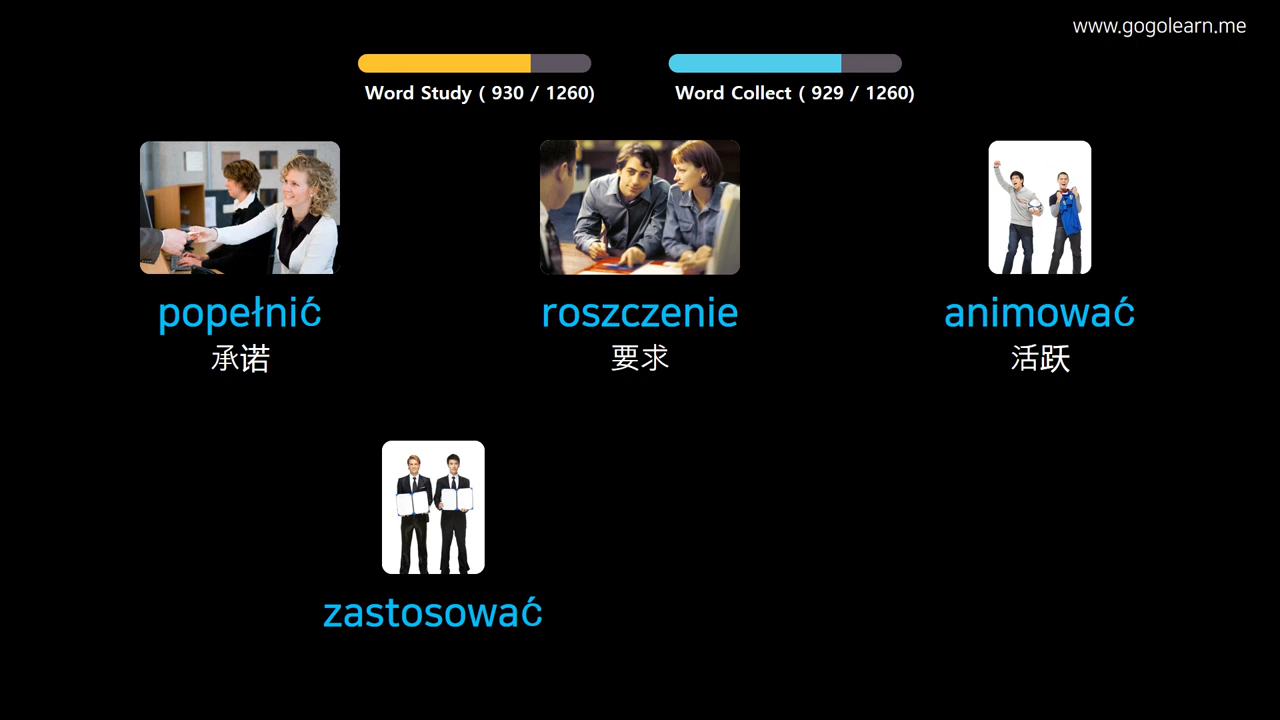 www.gogolearn.me
Word Study ( 930 / 1260)
Word Collect ( 929 / 1260)
popełnić
roszczenie
animować
承诺
要求
活跃
zastosować